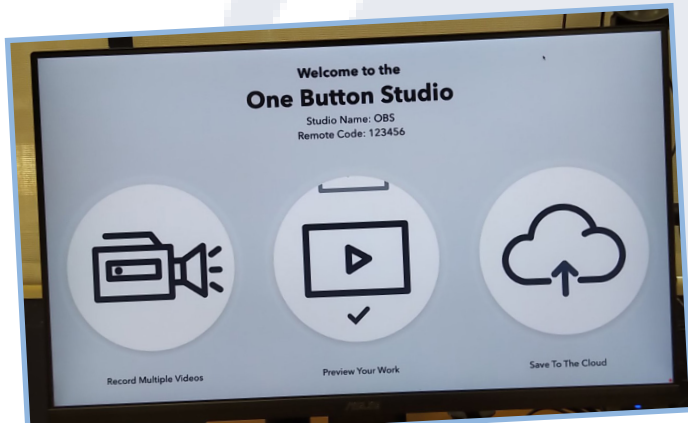 Welcome to the
One Button Studio
Studio Name: OBS
Remote Code: 123456
Record Multiple Videos
Preview Your Work
Save To The Cloud
ASUS